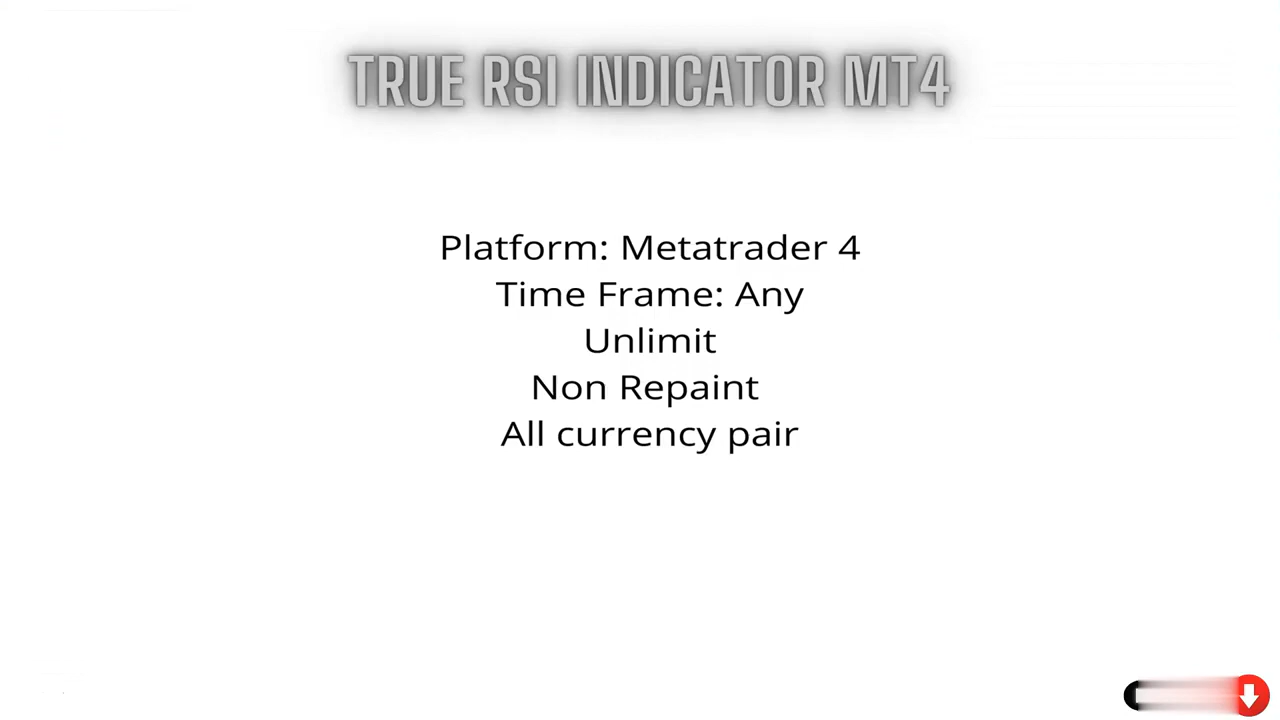 TRUE RSI INDICATOR MT4
Platform: Metatrader 4
Time Frame: Any
Unlimit
Non Repaint
All currency pair